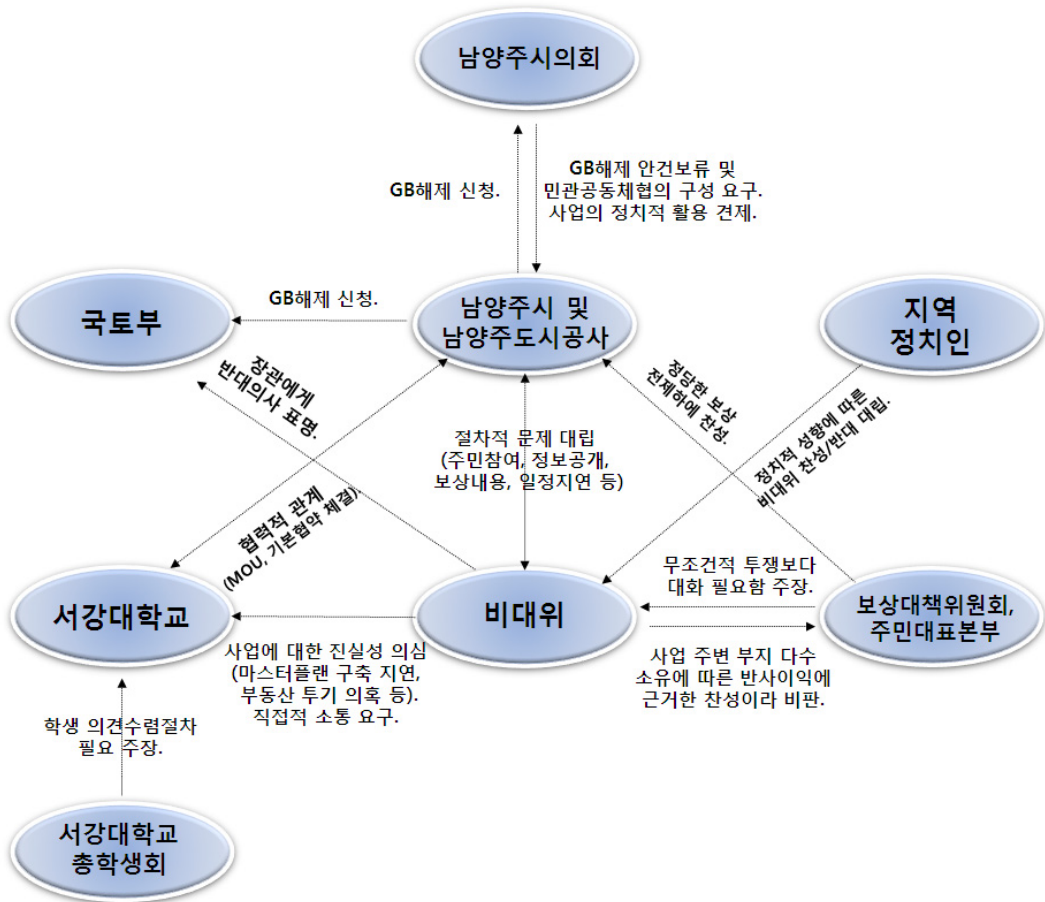 남양주시의회
GB해제 신청.
GB해제 안건보류 및
민관공동체협의 구성 요구.
사업의 정치적 활용 견제.
국토부
GB해제 신청.
남양주시 및
남양주도시공사
지역
정치인
장관에게
반대의사 표명.
정당한 보상
전제하에 찬성.
정치적 성향에 따른
비대위 찬성/반대 대립.
절차적 문제 대립
(주민참여, 정보공개,
보상내용, 일정지연 등)
협력적 관계
(MOU, 기본협약 체결).
서강대학교
비대위
무조건적 투쟁보다
대화 필요함 주장.
보상대책위원회,
주민대표본부
사업에 대한 진실성 의심
(마스터플랜 구축 지연,
부동산 투기 의혹 등).
직접적 소통 요구.
사업 주변 부지 다수
소유에 따른 반사이익에
근거한 찬성이라 비판.
학생 의견수렴절차
필요 주장.
서강대학교
총학생회